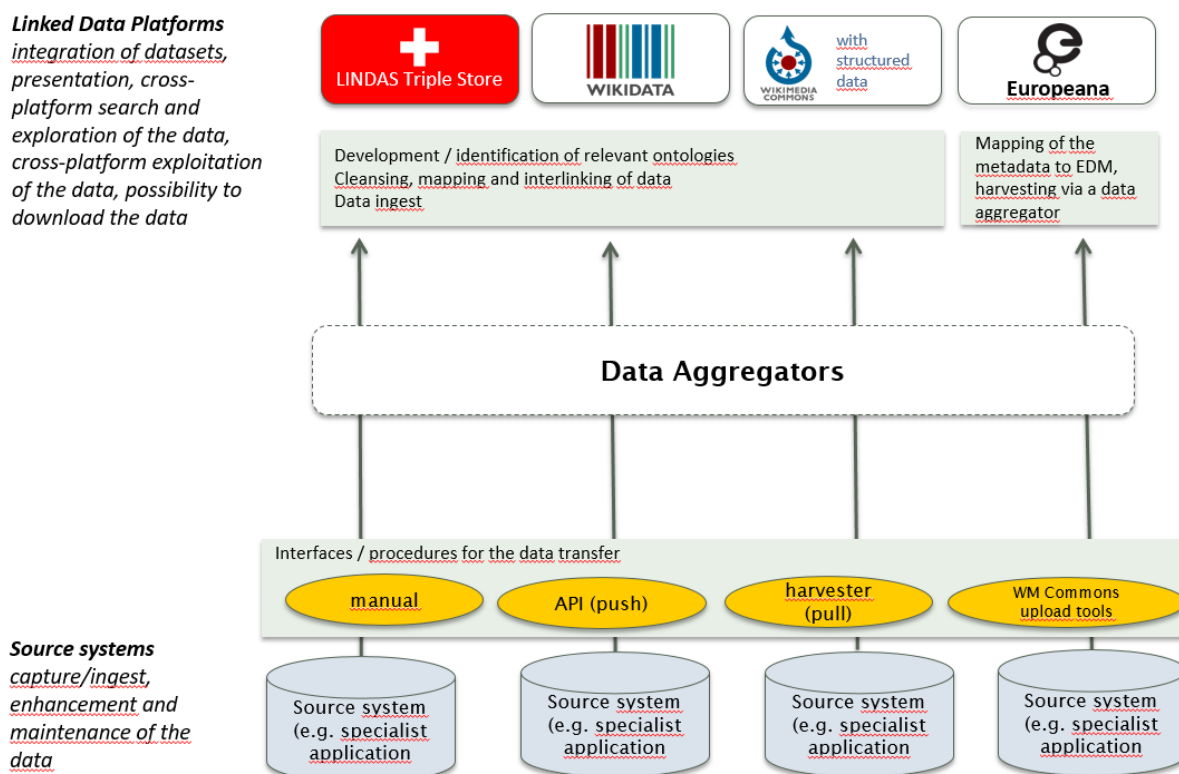 Linked Data Platforms
integration of datasets,
presentation, cross-
platform search and
exploration of the data,
cross-platform exploitation
of the data, possibility to
download the data
LINDAS Triple Store
WIKIDATA
WIKIMEDIA
COMMONS
with
structured
data
Europeana
Development / identification of relevant ontologies
Cleansing, mapping and interlinking of data
Data ingest
Mapping of the
metadata to EDM,
harvesting via a data
aggregator
Data Aggregators
Interfaces / procedures for the data transfer
manual
API (push)
harvester
(pull)
WM Commons
upload tools
Source systems
capture/ingest,
enhancement and
maintenance of the
data
Source system
(e.g. specialist
application
Source system
(e.g. specialist
application
Source system
(e.g. specialist
application
Source system
(e.g. specialist
application